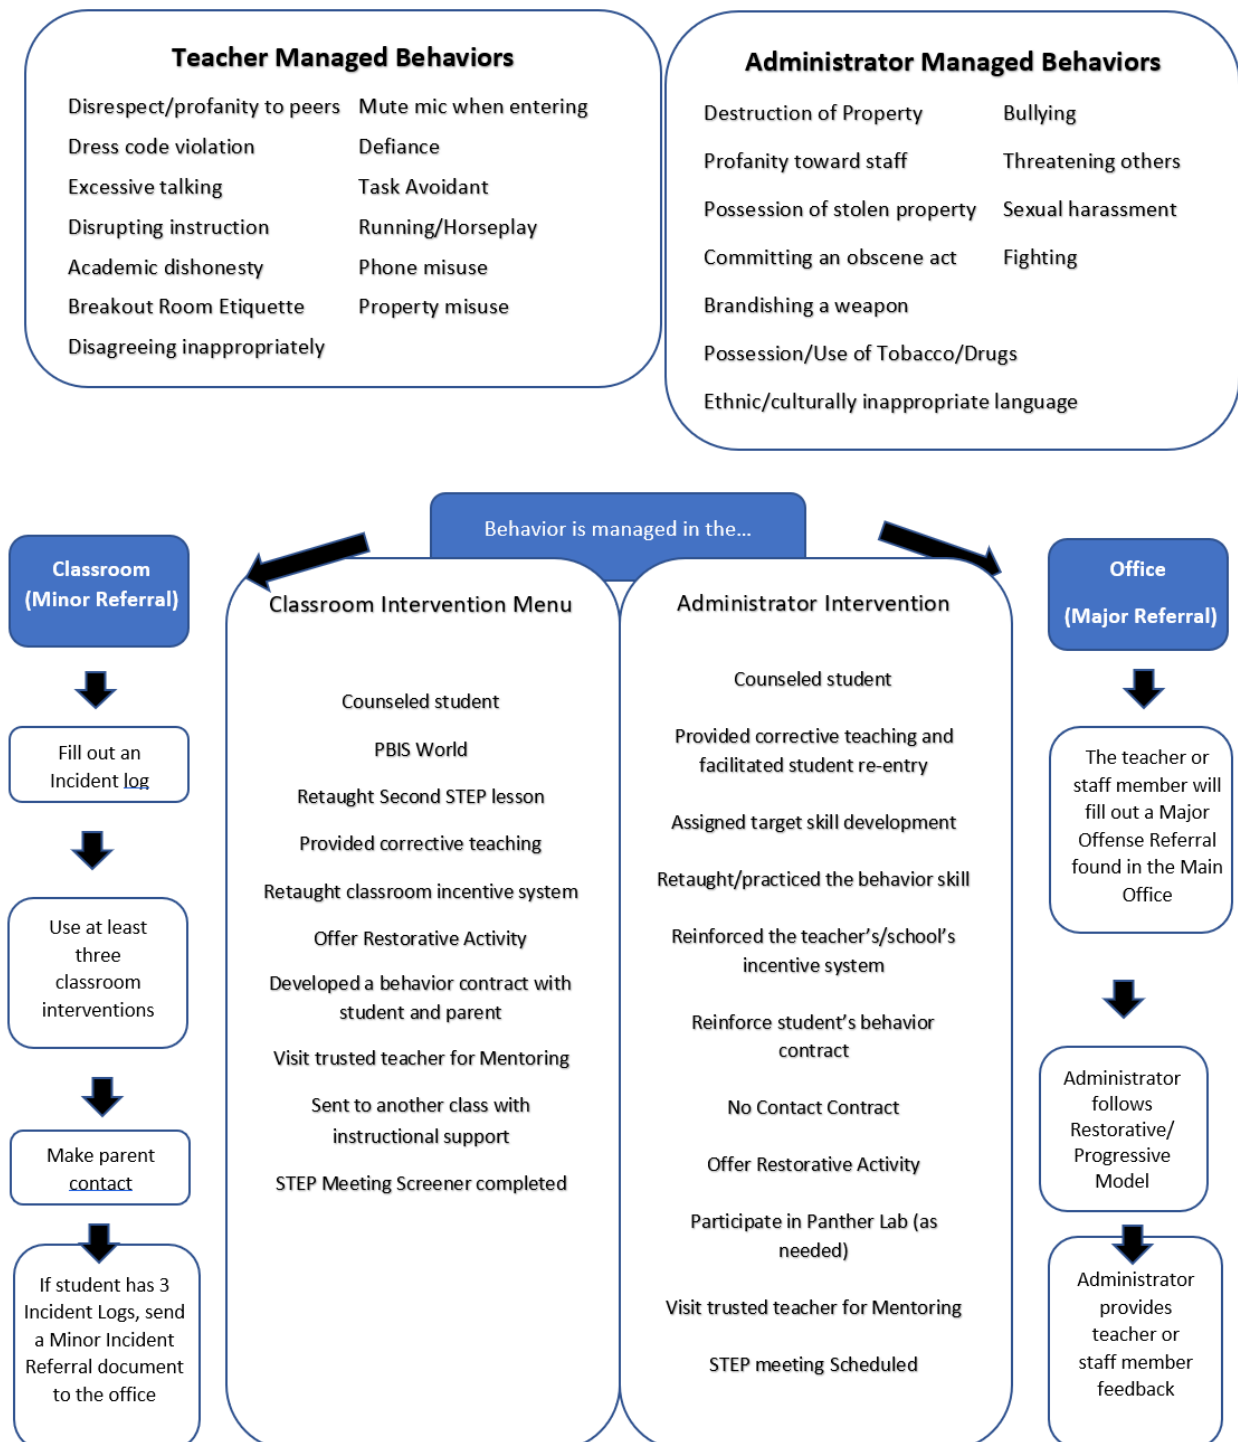 Teacher Managed Behaviors
Disrespect/profanity to peers
Dress code violation
Excessive talking
Disrupting instruction
Academic dishonesty
Breakout Room Etiquette
Disagreeing inappropriately
Mute mic when entering
Defiance
Task Avoidant
Running/Horseplay
Phone misuse
Property misuse
Administrator Managed Behaviors
Destruction of Property
Profanity toward staff
Possession of stolen property
Committing an obscene act
Brandishing a weapon
Possession/Use of Tobacco/Drugs
Ethnic/culturally inappropriate language
Bullying
Threatening others
Sexual harassment
Fighting
Behavior is managed in the...
Classroom
(Minor Referral)
Fill out an
Incident log
Use at least
three
classroom
interventions
Make parent
contact
If student has 3
Incident Logs, send
a Minor Incident
Referral document
to the office
Classroom Intervention Menu
Counseled student
PBIS World
Retaught Second STEP lesson
Provided corrective teaching
Retaught classroom incentive system
Offer Restorative Activity
Developed a behavior contract with
student and parent
Visit trusted teacher for Mentoring
Sent to another class with
instructional support
STEP Meeting Screener completed
Administrator Intervention
Counseled student
Provided corrective teaching and
facilitated student re-entry
Assigned target skill development
Retaught/practiced the behavior skill
Reinforced the teacher’s/school’s
incentive system
Reinforce student’s behavior
contract
No Contact Contract
Offer Restorative Activity
Participate in Panther Lab (as
needed)
Visit trusted teacher for Mentoring
STEP meeting Scheduled
Office
(Major Referral)
The teacher or
staff member will
fill out a Major
Offense Referral
found in the Main
Office
Administrator
follows
Restorative/
Progressive
Model
Administrator
provides
teacher or
staff member
feedback